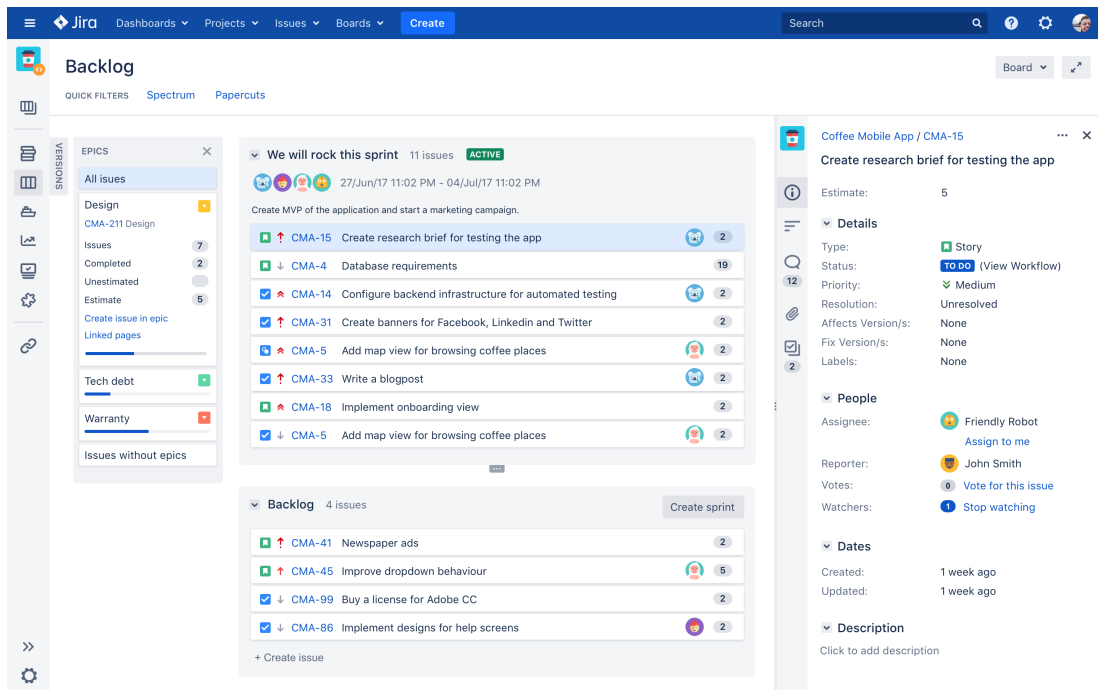 Jira Dashboards Projects Issues Boards Create Search
Backlog
Board
QUICK FILTERS Spectrum Papercuts
VERSIONS
EPICS
All isues
Design
CMA-211 Design
Issues 7
Completed 2
Unestimated
Estimate 5
Create issue in epic
Linked pages
Tech debt
Warranty
Issues without epics
We will rock this sprint 11 issues ACTIVE
27/Jun/17 11:02 PM - 04/Jul/17 11:02 PM
Create MVP of the application and start a marketing campaign.
CMA-15 Create research brief for testing the app 2
CMA-4 Database requirements 19
CMA-14 Configure backend infrastructure for automated testing 2
CMA-31 Create banners for Facebook, Linkedin and Twitter 2
CMA-5 Add map view for browsing coffee places 2
CMA-33 Write a blogpost 2
CMA-18 Implement onboarding view 2
CMA-5 Add map view for browsing coffee places 2
Backlog 4 issues Create sprint
CMA-41 Newspaper ads 2
CMA-45 Improve dropdown behaviour 5
CMA-99 Buy a license for Adobe CC 2
CMA-86 Implement designs for help screens 2
+ Create issue
12
2
Coffee Mobile App / CMA-15
Create research brief for testing the app
Estimate: 5
Details
Type: Story
Status: TO DO (View Workflow)
Priority: Medium
Resolution: Unresolved
Affects Version/s: None
Fix Version/s: None
Labels: None
People
Assignee: Friendly Robot
Assign to me
Reporter: John Smith
Votes: 0 Vote for this issue
Watchers: 1 Stop watching
Dates
Created: 1 week ago
Updated: 1 week ago
Description
Click to add description